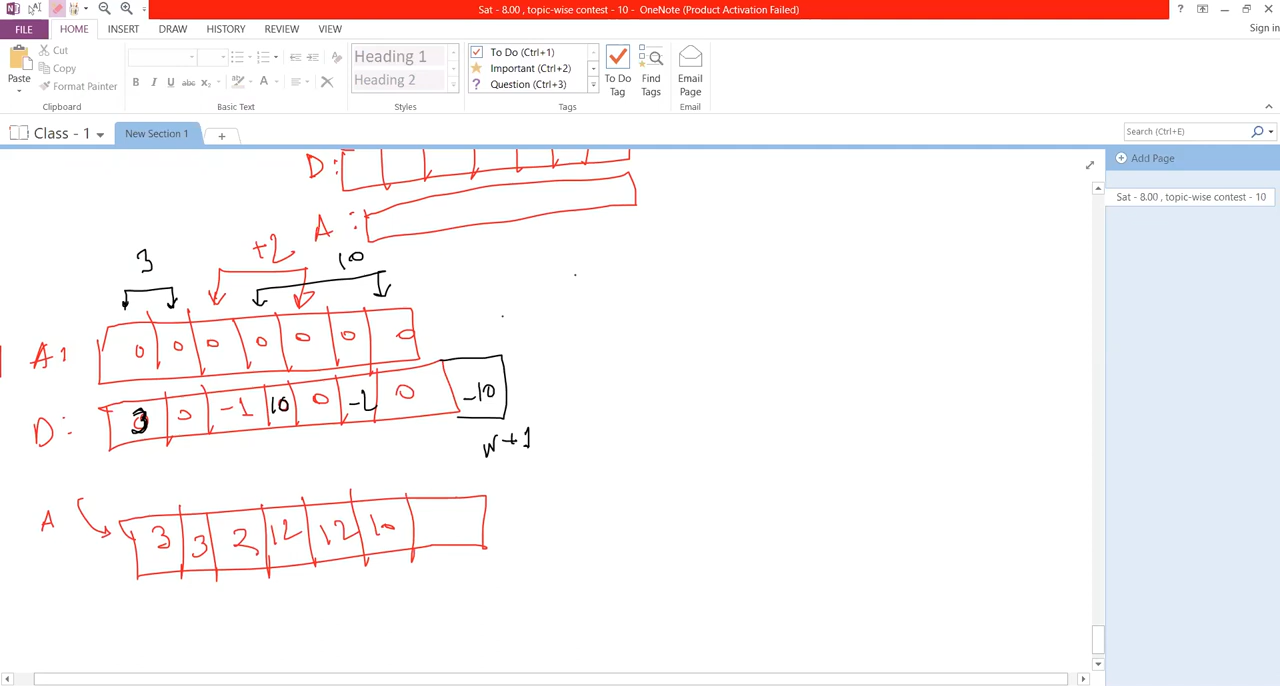 Sat - 8.00 , topic-wise contest - 10 - OneNote (Product Activation Failed)
FILE HOME INSERT DRAW HISTORY REVIEW VIEW
Sign in
Paste
Cut
Copy
Format Painter
Clipboard
B I U abc X₂ A
Basic Text
Heading 1
Heading 2
Styles
To Do (Ctrl+1)
Important (Ctrl+2)
Question (Ctrl+3)
Tags
To Do Tag
Find Tags
Email Page
Email
Class - 1
New Section 1
Search (Ctrl+E)
Add Page
Sat - 8.00 , topic-wise contest - 10
D:
A:
3 +2 10
A: 0 0 0 0 0 0 0
D: 3 0 -1 10 0 -2 0 -10
N+1
A 3 3 2 12 12 10